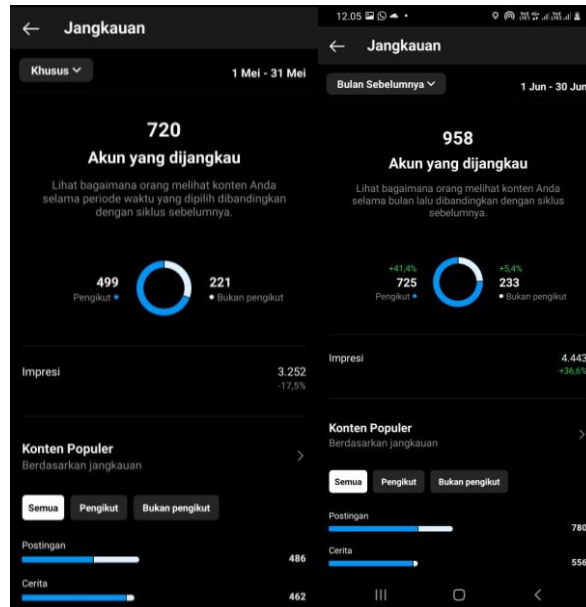 Jangkauan
Khusus
1 Mei - 31 Mei
720
Akun yang dijangkau
Lihat bagaimana orang melihat konten Anda
selama periode waktu yang dipilih dibandingkan
dengan siklus sebelumnya.
499
Pengikut
221
Bukan pengikut
Impresi
3.252
-17,5%
Konten Populer
Berdasarkan jangkauan
Semua
Pengikut
Bukan pengikut
Postingan
486
Cerita
462
12.05
Jangkauan
Bulan Sebelumnya
1 Jun - 30 Jun
958
Akun yang dijangkau
Lihat bagaimana orang melihat konten Anda
selama bulan lalu dibandingkan dengan siklus
sebelumnya.
+41,4%
725
Pengikut
+5,4%
233
Bukan pengikut
Impresi
4.443
+36,6%
Konten Populer
Berdasarkan jangkauan
Semua
Pengikut
Bukan pengikut
Postingan
780
Cerita
556